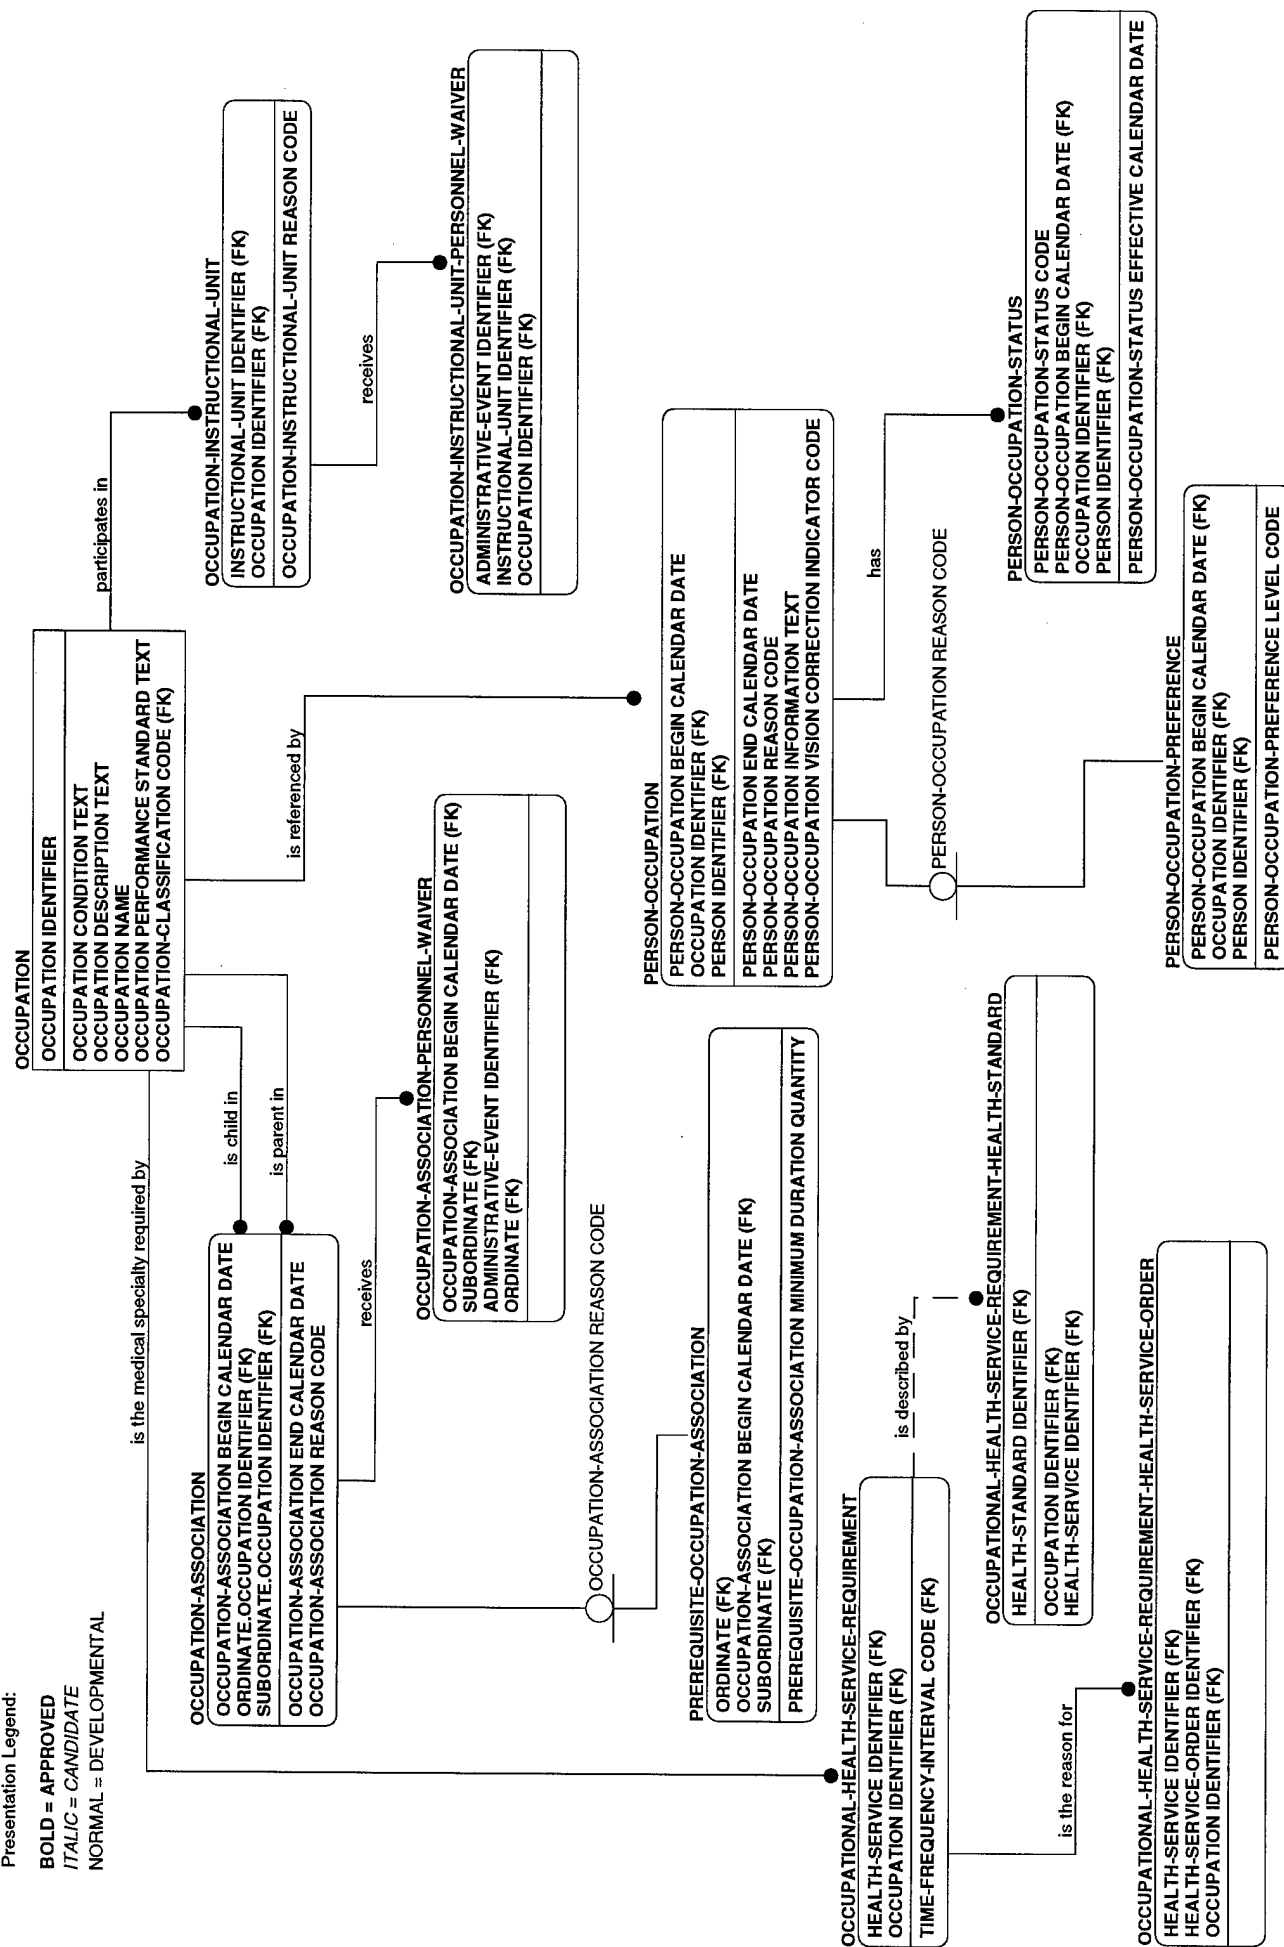 Presentation Legend:
BOLD = APPROVED
ITALIC = CANDIDATE
NORMAL = DEVELOPMENTAL
OCCUPATION
OCCUPATION IDENTIFIER
OCCUPATION CONDITION TEXT
OCCUPATION DESCRIPTION TEXT
OCCUPATION NAME
OCCUPATION PERFORMANCE STANDARD TEXT
OCCUPATION-CLASSIFICATION CODE (FK)
is the medical specialty required by
is child in
is parent in
is referenced by
participates in
OCCUPATION-ASSOCIATION
OCCUPATION-ASSOCIATION BEGIN CALENDAR DATE
ORDINATE.OCCUPATION IDENTIFIER (FK)
SUBORDINATE.OCCUPATION IDENTIFIER (FK)
OCCUPATION-ASSOCIATION END CALENDAR DATE
OCCUPATION-ASSOCIATION REASON CODE
receives
OCCUPATION-INSTRUCTIONAL-UNIT
INSTRUCTIONAL-UNIT IDENTIFIER (FK)
OCCUPATION IDENTIFIER (FK)
OCCUPATION-INSTRUCTIONAL-UNIT REASON CODE
receives
OCCUPATION-ASSOCIATION-PERSONNEL-WAIVER
OCCUPATION-ASSOCIATION BEGIN CALENDAR DATE (FK)
SUBORDINATE (FK)
ADMINISTRATIVE-EVENT IDENTIFIER (FK)
ORDINATE (FK)
OCCUPATION-INSTRUCTIONAL-UNIT-PERSONNEL-WAIVER
ADMINISTRATIVE-EVENT IDENTIFIER (FK)
INSTRUCTIONAL-UNIT IDENTIFIER (FK)
OCCUPATION IDENTIFIER (FK)
OCCUPATION-ASSOCIATION REASON CODE
PREREQUISITE-OCCUPATION-ASSOCIATION
ORDINATE (FK)
OCCUPATION-ASSOCIATION BEGIN CALENDAR DATE (FK)
SUBORDINATE (FK)
PREREQUISITE-OCCUPATION-ASSOCIATION MINIMUM DURATION QUANTITY
PERSON-OCCUPATION
PERSON-OCCUPATION BEGIN CALENDAR DATE
OCCUPATION IDENTIFIER (FK)
PERSON IDENTIFIER (FK)
PERSON-OCCUPATION END CALENDAR DATE
PERSON-OCCUPATION REASON CODE
PERSON-OCCUPATION INFORMATION TEXT
PERSON-OCCUPATION VISION CORRECTION INDICATOR CODE
has
PERSON-OCCUPATION REASON CODE
OCCUPATIONAL-HEALTH-SERVICE-REQUIREMENT
HEALTH-SERVICE IDENTIFIER (FK)
OCCUPATION IDENTIFIER (FK)
TIME-FREQUENCY-INTERVAL CODE (FK)
is described by
is the reason for
OCCUPATIONAL-HEALTH-SERVICE-REQUIREMENT-HEALTH-STANDARD
HEALTH-STANDARD IDENTIFIER (FK)
OCCUPATION IDENTIFIER (FK)
HEALTH-SERVICE IDENTIFIER (FK)
PERSON-OCCUPATION-STATUS
PERSON-OCCUPATION-STATUS CODE
PERSON-OCCUPATION BEGIN CALENDAR DATE (FK)
OCCUPATION IDENTIFIER (FK)
PERSON IDENTIFIER (FK)
PERSON-OCCUPATION-STATUS EFFECTIVE CALENDAR DATE
OCCUPATIONAL-HEALTH-SERVICE-REQUIREMENT-HEALTH-SERVICE-ORDER
HEALTH-SERVICE IDENTIFIER (FK)
HEALTH-SERVICE-ORDER IDENTIFIER (FK)
OCCUPATION IDENTIFIER (FK)
PERSON-OCCUPATION-PREFERENCE
PERSON-OCCUPATION BEGIN CALENDAR DATE (FK)
OCCUPATION IDENTIFIER (FK)
PERSON IDENTIFIER (FK)
PERSON-OCCUPATION-PREFERENCE LEVEL CODE